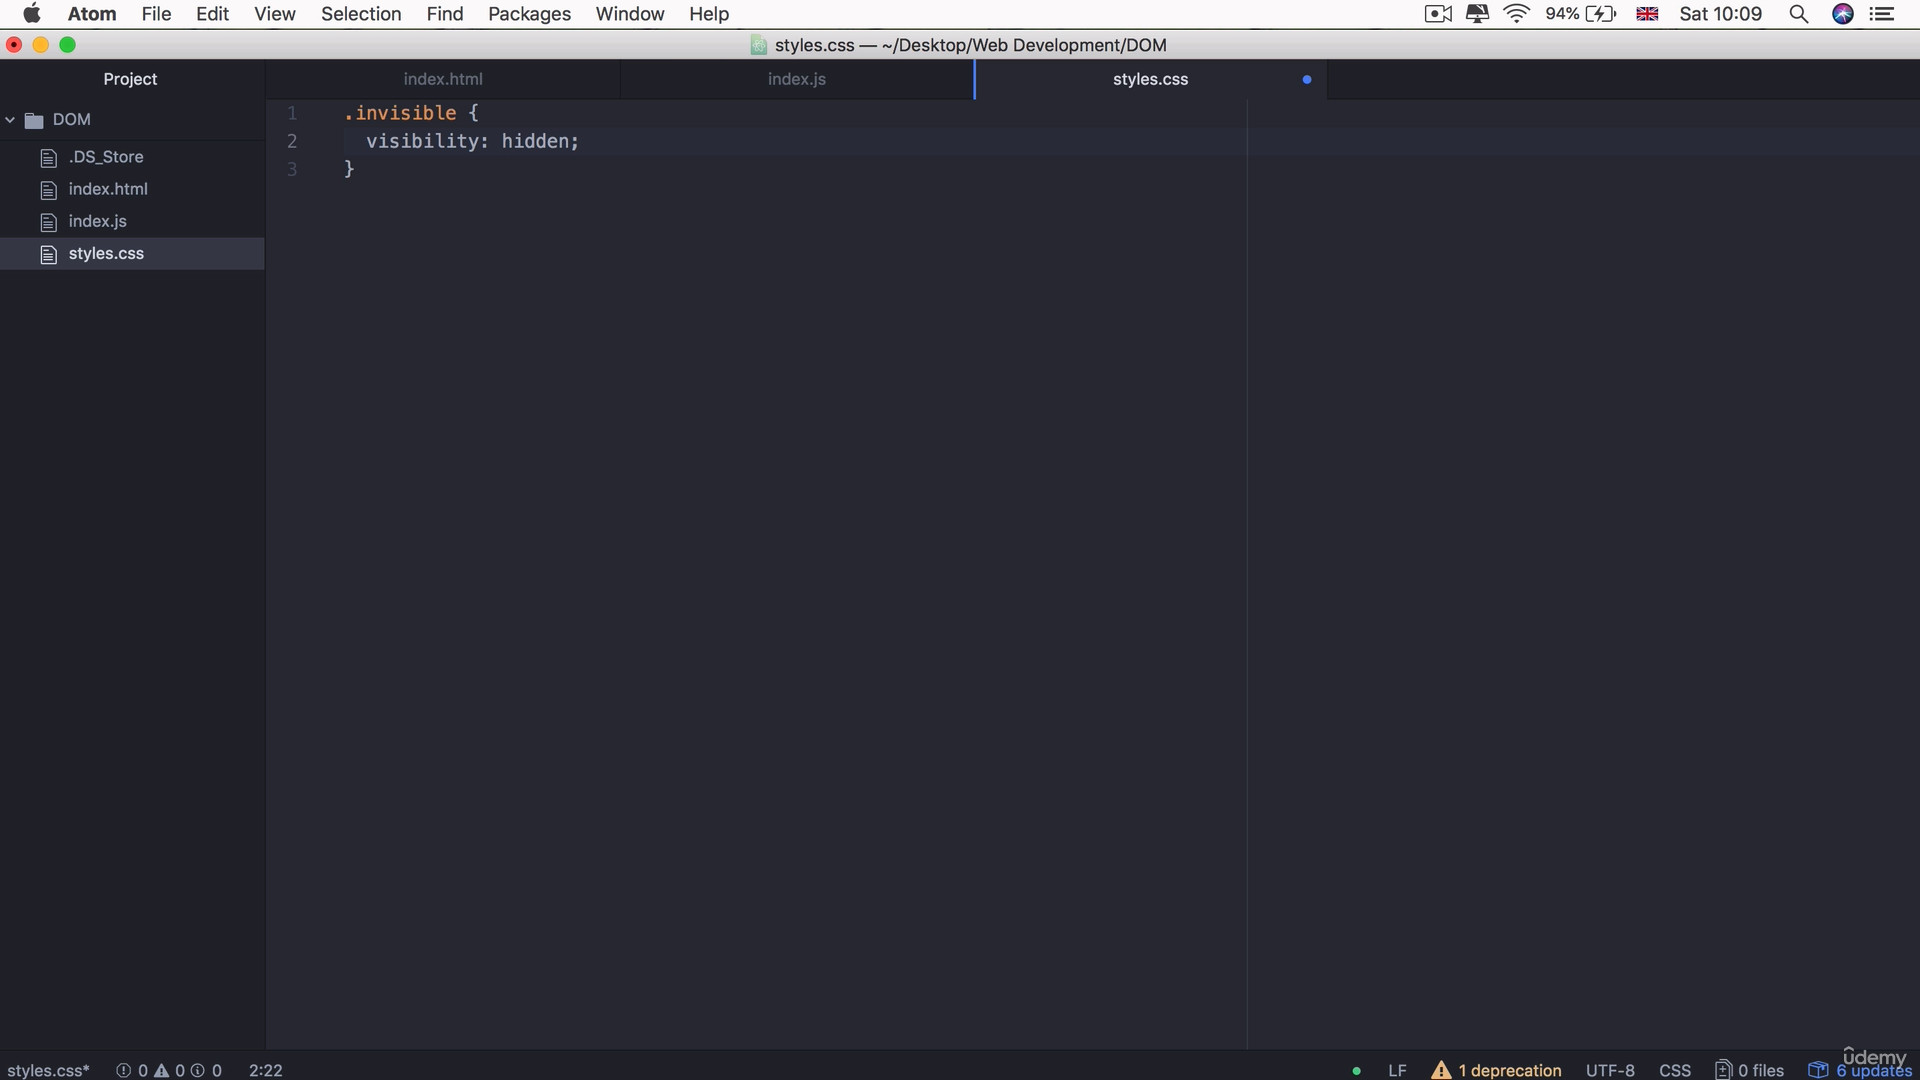 Atom File Edit View Selection Find Packages Window Help 94% Sat 10:09
styles.css — ~/Desktop/Web Development/DOM
Project index.html index.js styles.css
DOM
.DS_Store
index.html
index.js
styles.css
1 .invisible {
2 visibility: hidden;
3 }
styles.css* 0 0 0 2:22 LF 1 deprecation UTF-8 CSS 0 files 6 updates
ûdemy